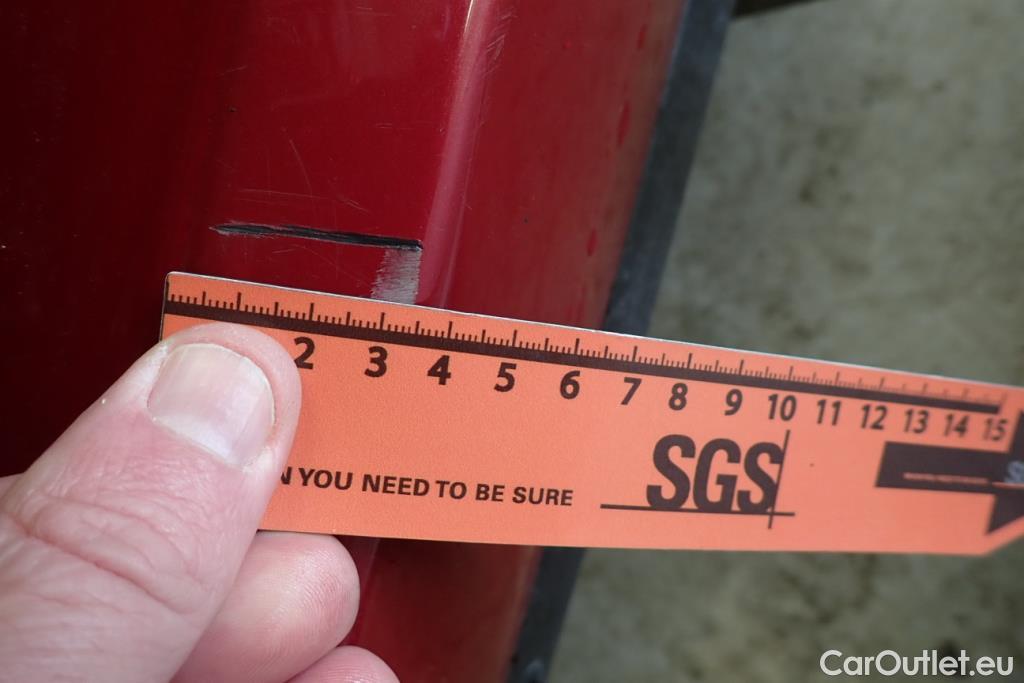 2 3 4 5 6 7 8 9 10 11 12 13 14 15
SGS
YOU NEED TO BE SURE
CarOutlet.eu